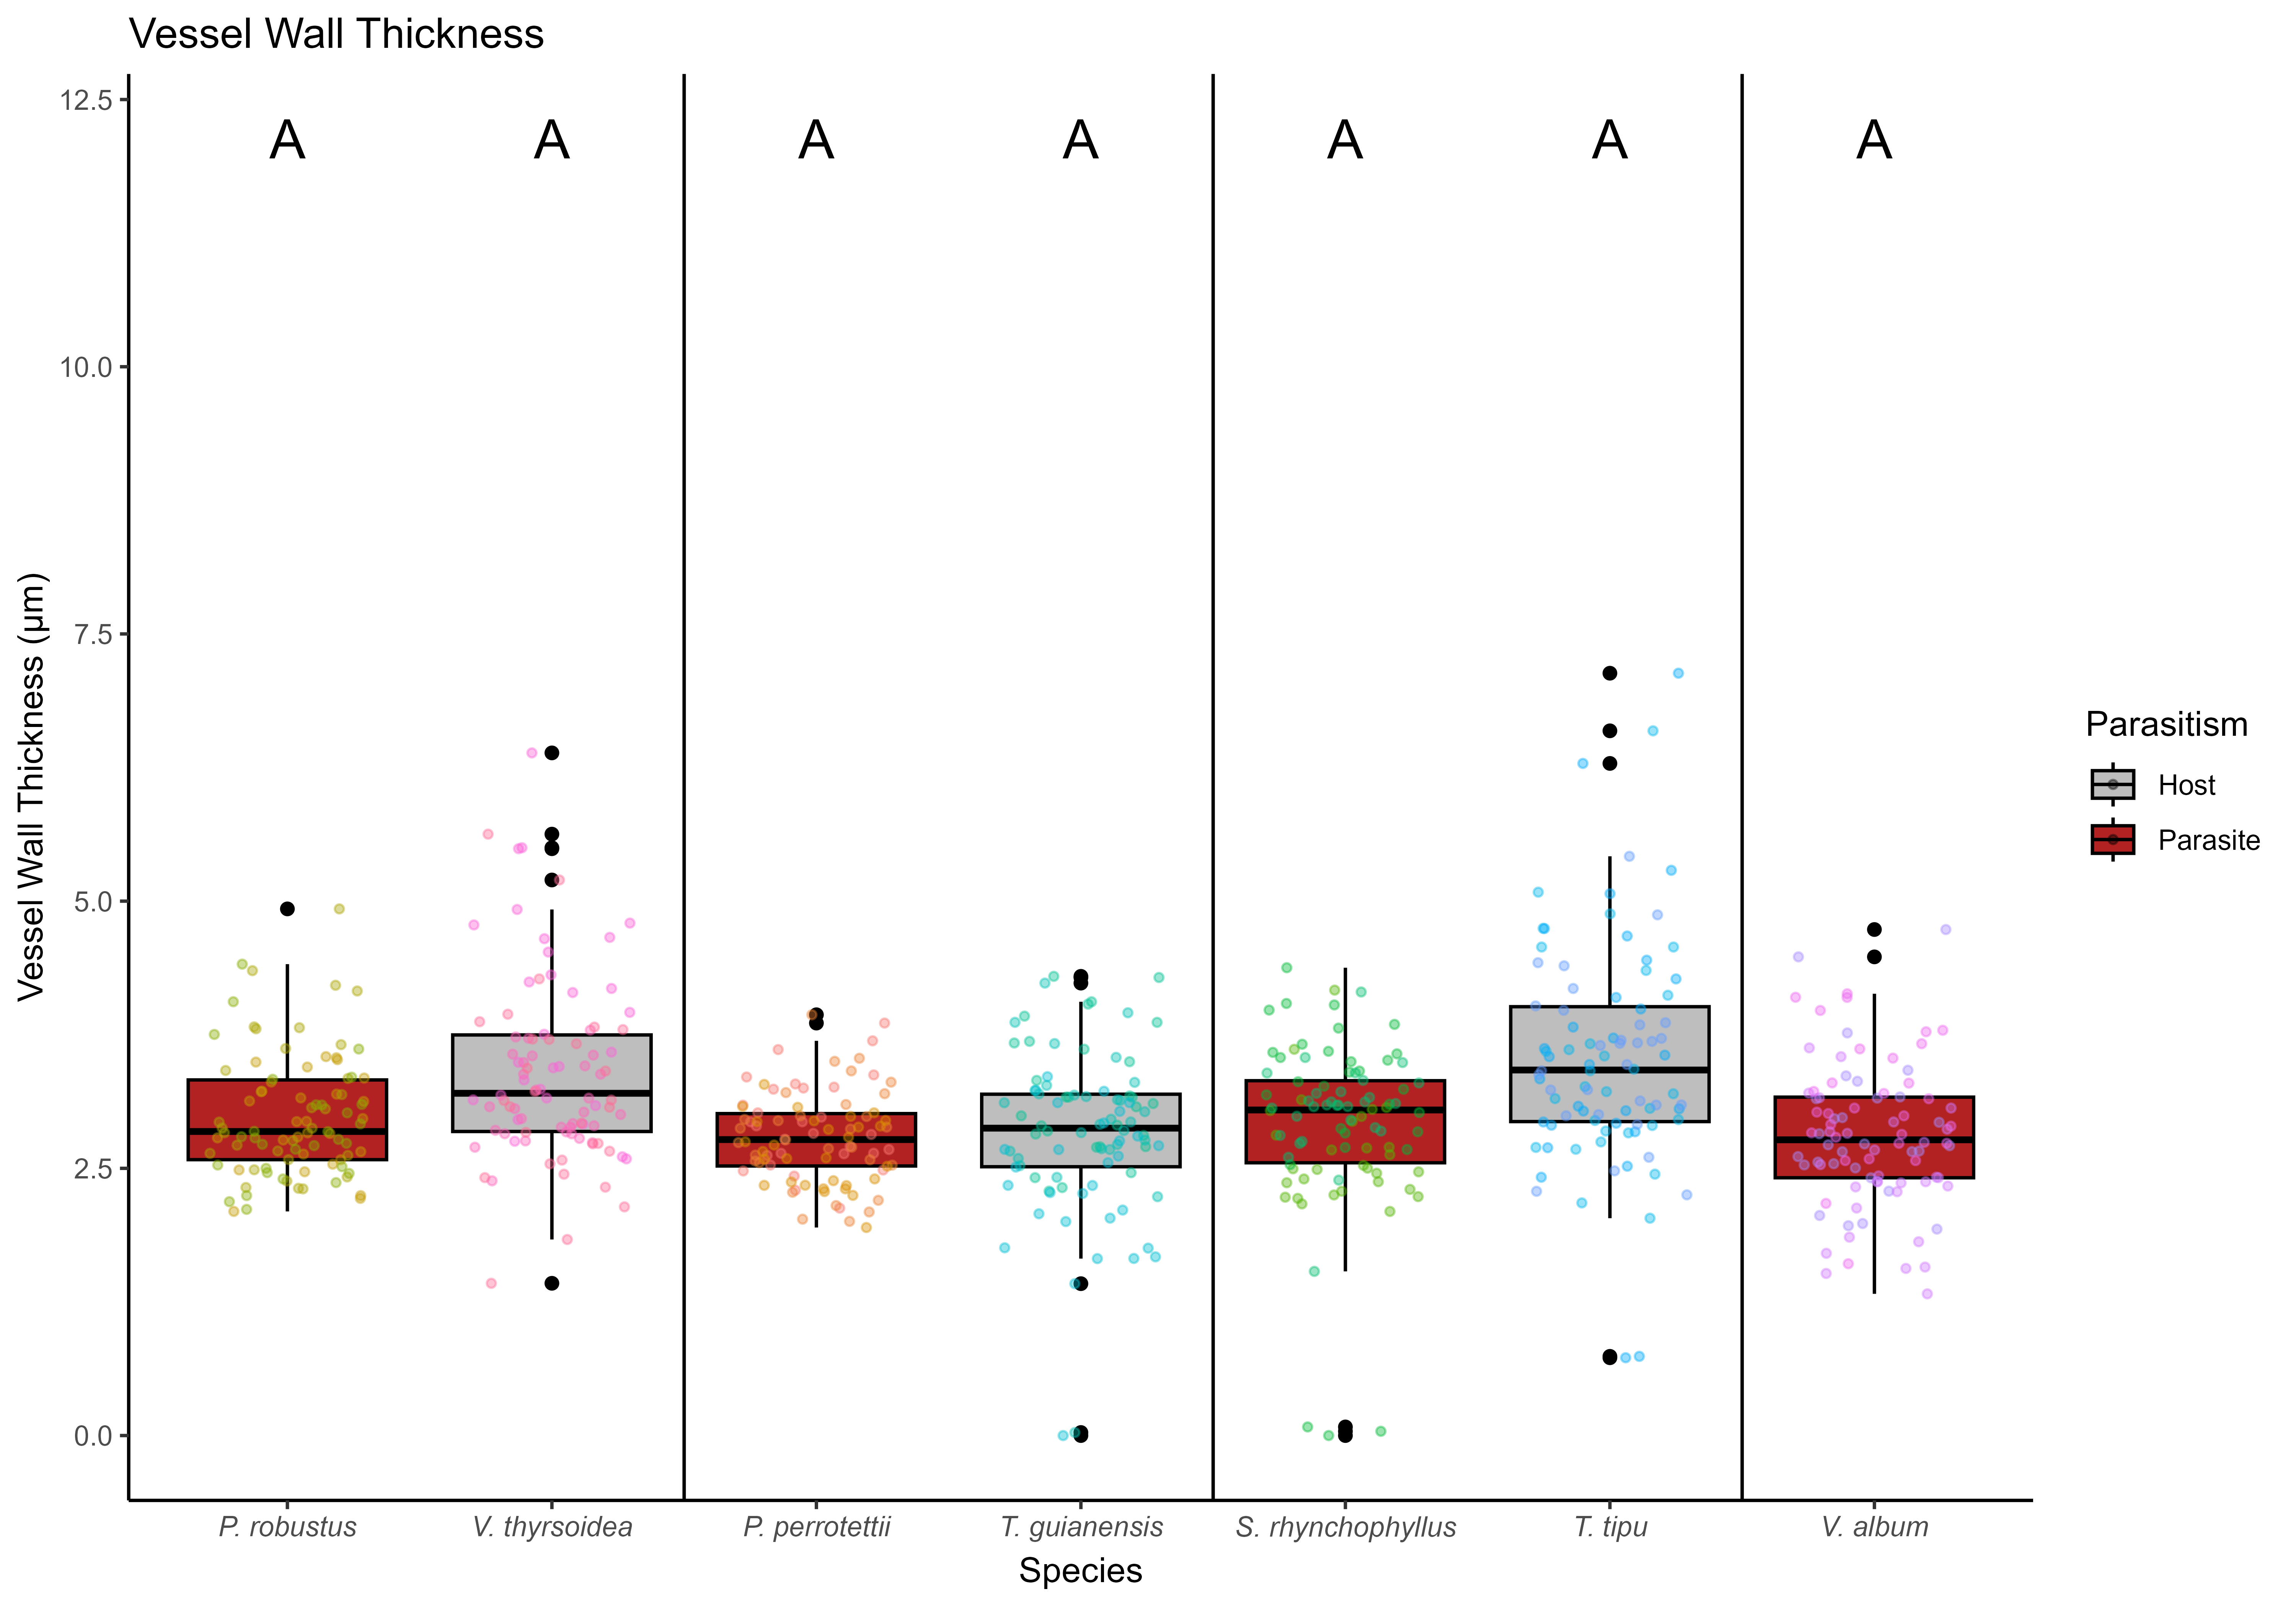 Vessel Wall Thickness
12.5
A A A A A A A
10.0
7.5
5.0
2.5
0.0
Vessel Wall Thickness (µm)
P. robustus V. thyrsoidea P. perrotettii T. guianensis S. rhynchophyllus T. tipu V. album
Species
Parasitism
Host
Parasite